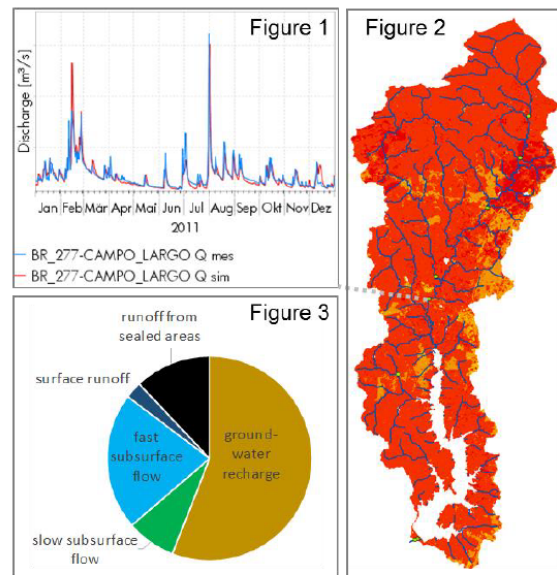 Figure 1
Discharge [m³/s]
Jan Feb Mär Apr Mai Jun Jul Aug Sep Okt Nov Dez
2011
BR_277-CAMPO_LARGO Q mes
BR_277-CAMPO_LARGO Q sim
Figure 2
Figure 3
runoff from
sealed areas
surface runoff
fast
subsurface
flow
ground-
water
recharge
slow subsurface
flow